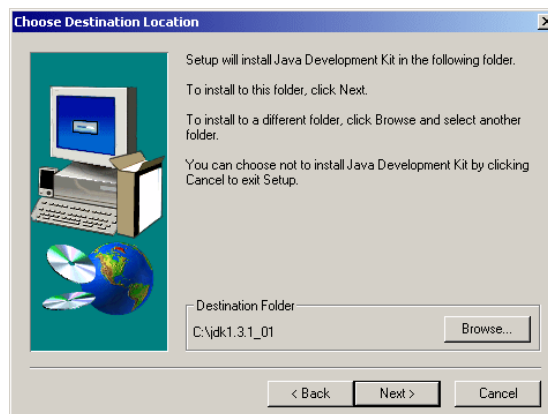 Choose Destination Location
Setup will install Java Development Kit in the following folder.
To install to this folder, click Next.
To install to a different folder, click Browse and select another
folder.
You can choose not to install Java Development Kit by clicking
Cancel to exit Setup.
Destination Folder
C:\jdk1.3.1_01
Browse...
< Back
Next >
Cancel